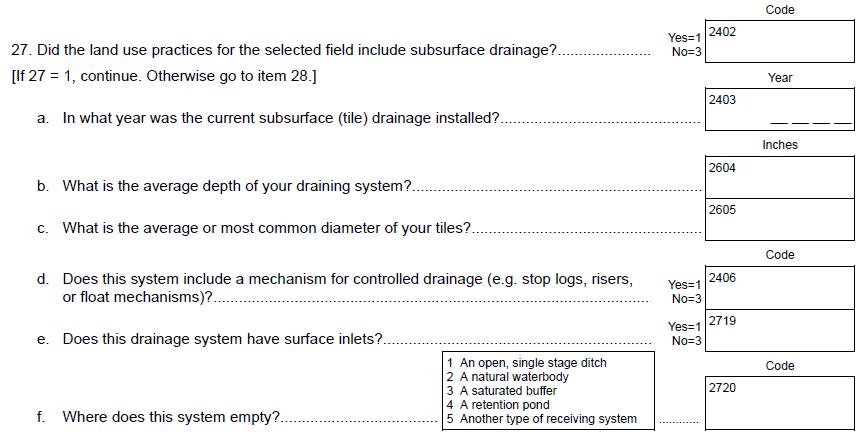 Code
27. Did the land use practices for the selected field include subsurface drainage?...................... Yes=1 2402
No=3
[If 27 = 1, continue. Otherwise go to item 28.]
Year
2403
a. In what year was the current subsurface (tile) drainage installed?............................................... __ __ __ __
Inches
2604
b. What is the average depth of your draining system?....................................................................
2605
c. What is the average or most common diameter of your tiles?......................................................
Code
d. Does this system include a mechanism for controlled drainage (e.g. stop logs, risers, Yes=1 2406
or float mechanisms)?....................................................................................................... No=3
Yes=1 2719
e. Does this drainage system have surface inlets?............................................................... No=3
Code
1 An open, single stage ditch
2 A natural waterbody
3 A saturated buffer
4 A retention pond
5 Another type of receiving system
2720
f. Where does this system empty?..................................... ............